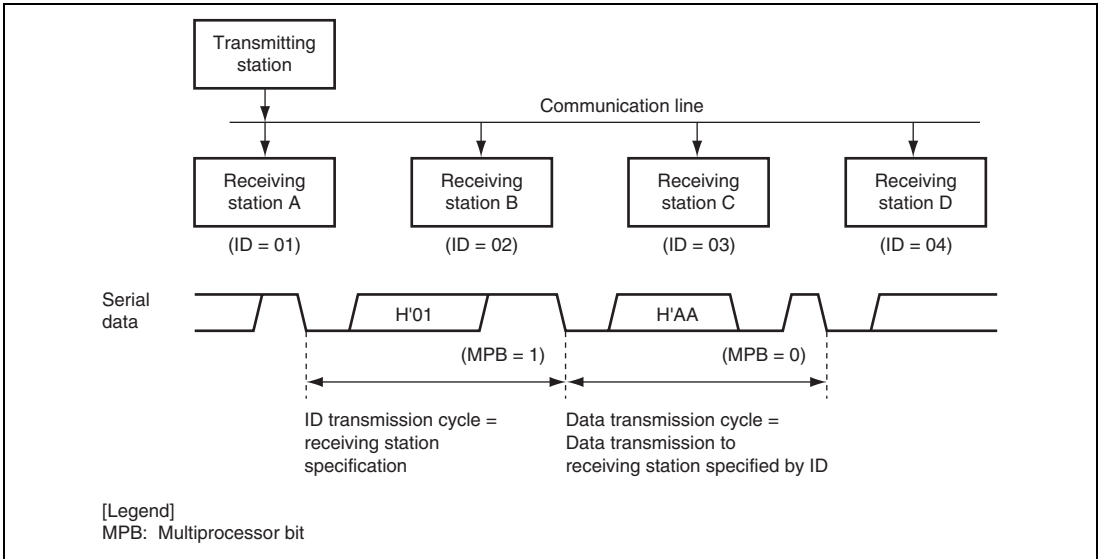 Transmitting
station
Communication line
Receiving
station A
Receiving
station B
Receiving
station C
Receiving
station D
(ID = 01)
(ID = 02)
(ID = 03)
(ID = 04)
Serial
data
H'01
H'AA
(MPB = 1)
(MPB = 0)
ID transmission cycle =
receiving station
specification
Data transmission cycle =
Data transmission to
receiving station specified by ID
[Legend]
MPB: Multiprocessor bit